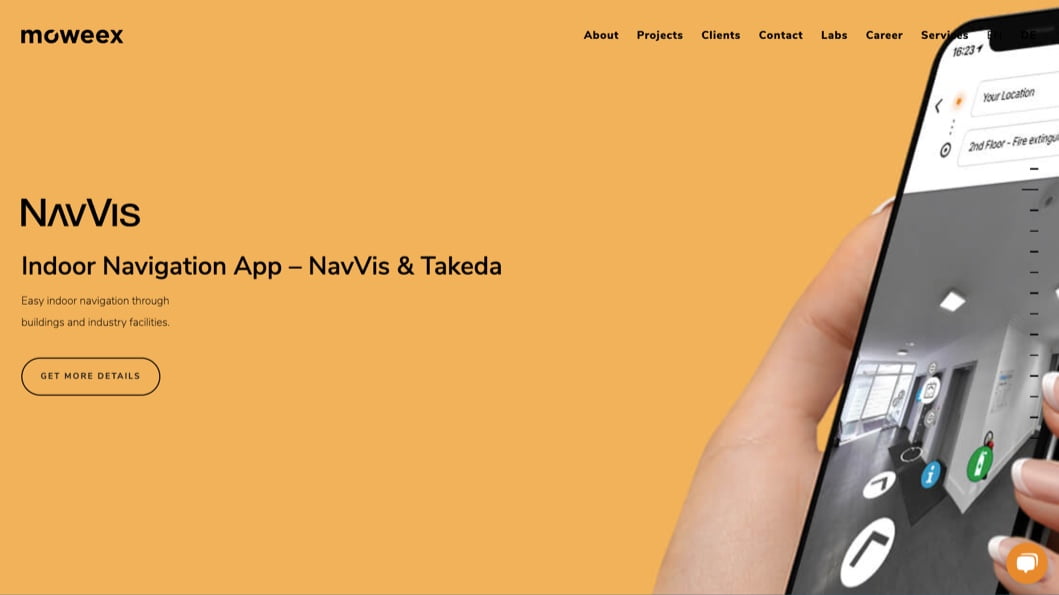 moweex
About Projects Clients Contact Labs Career Services EN DE
16:23
Your Location
2nd Floor - Fire
NavVis
Indoor Navigation App – NavVis & Takeda
Easy indoor navigation through
buildings and industry facilities.
GET MORE DETAILS